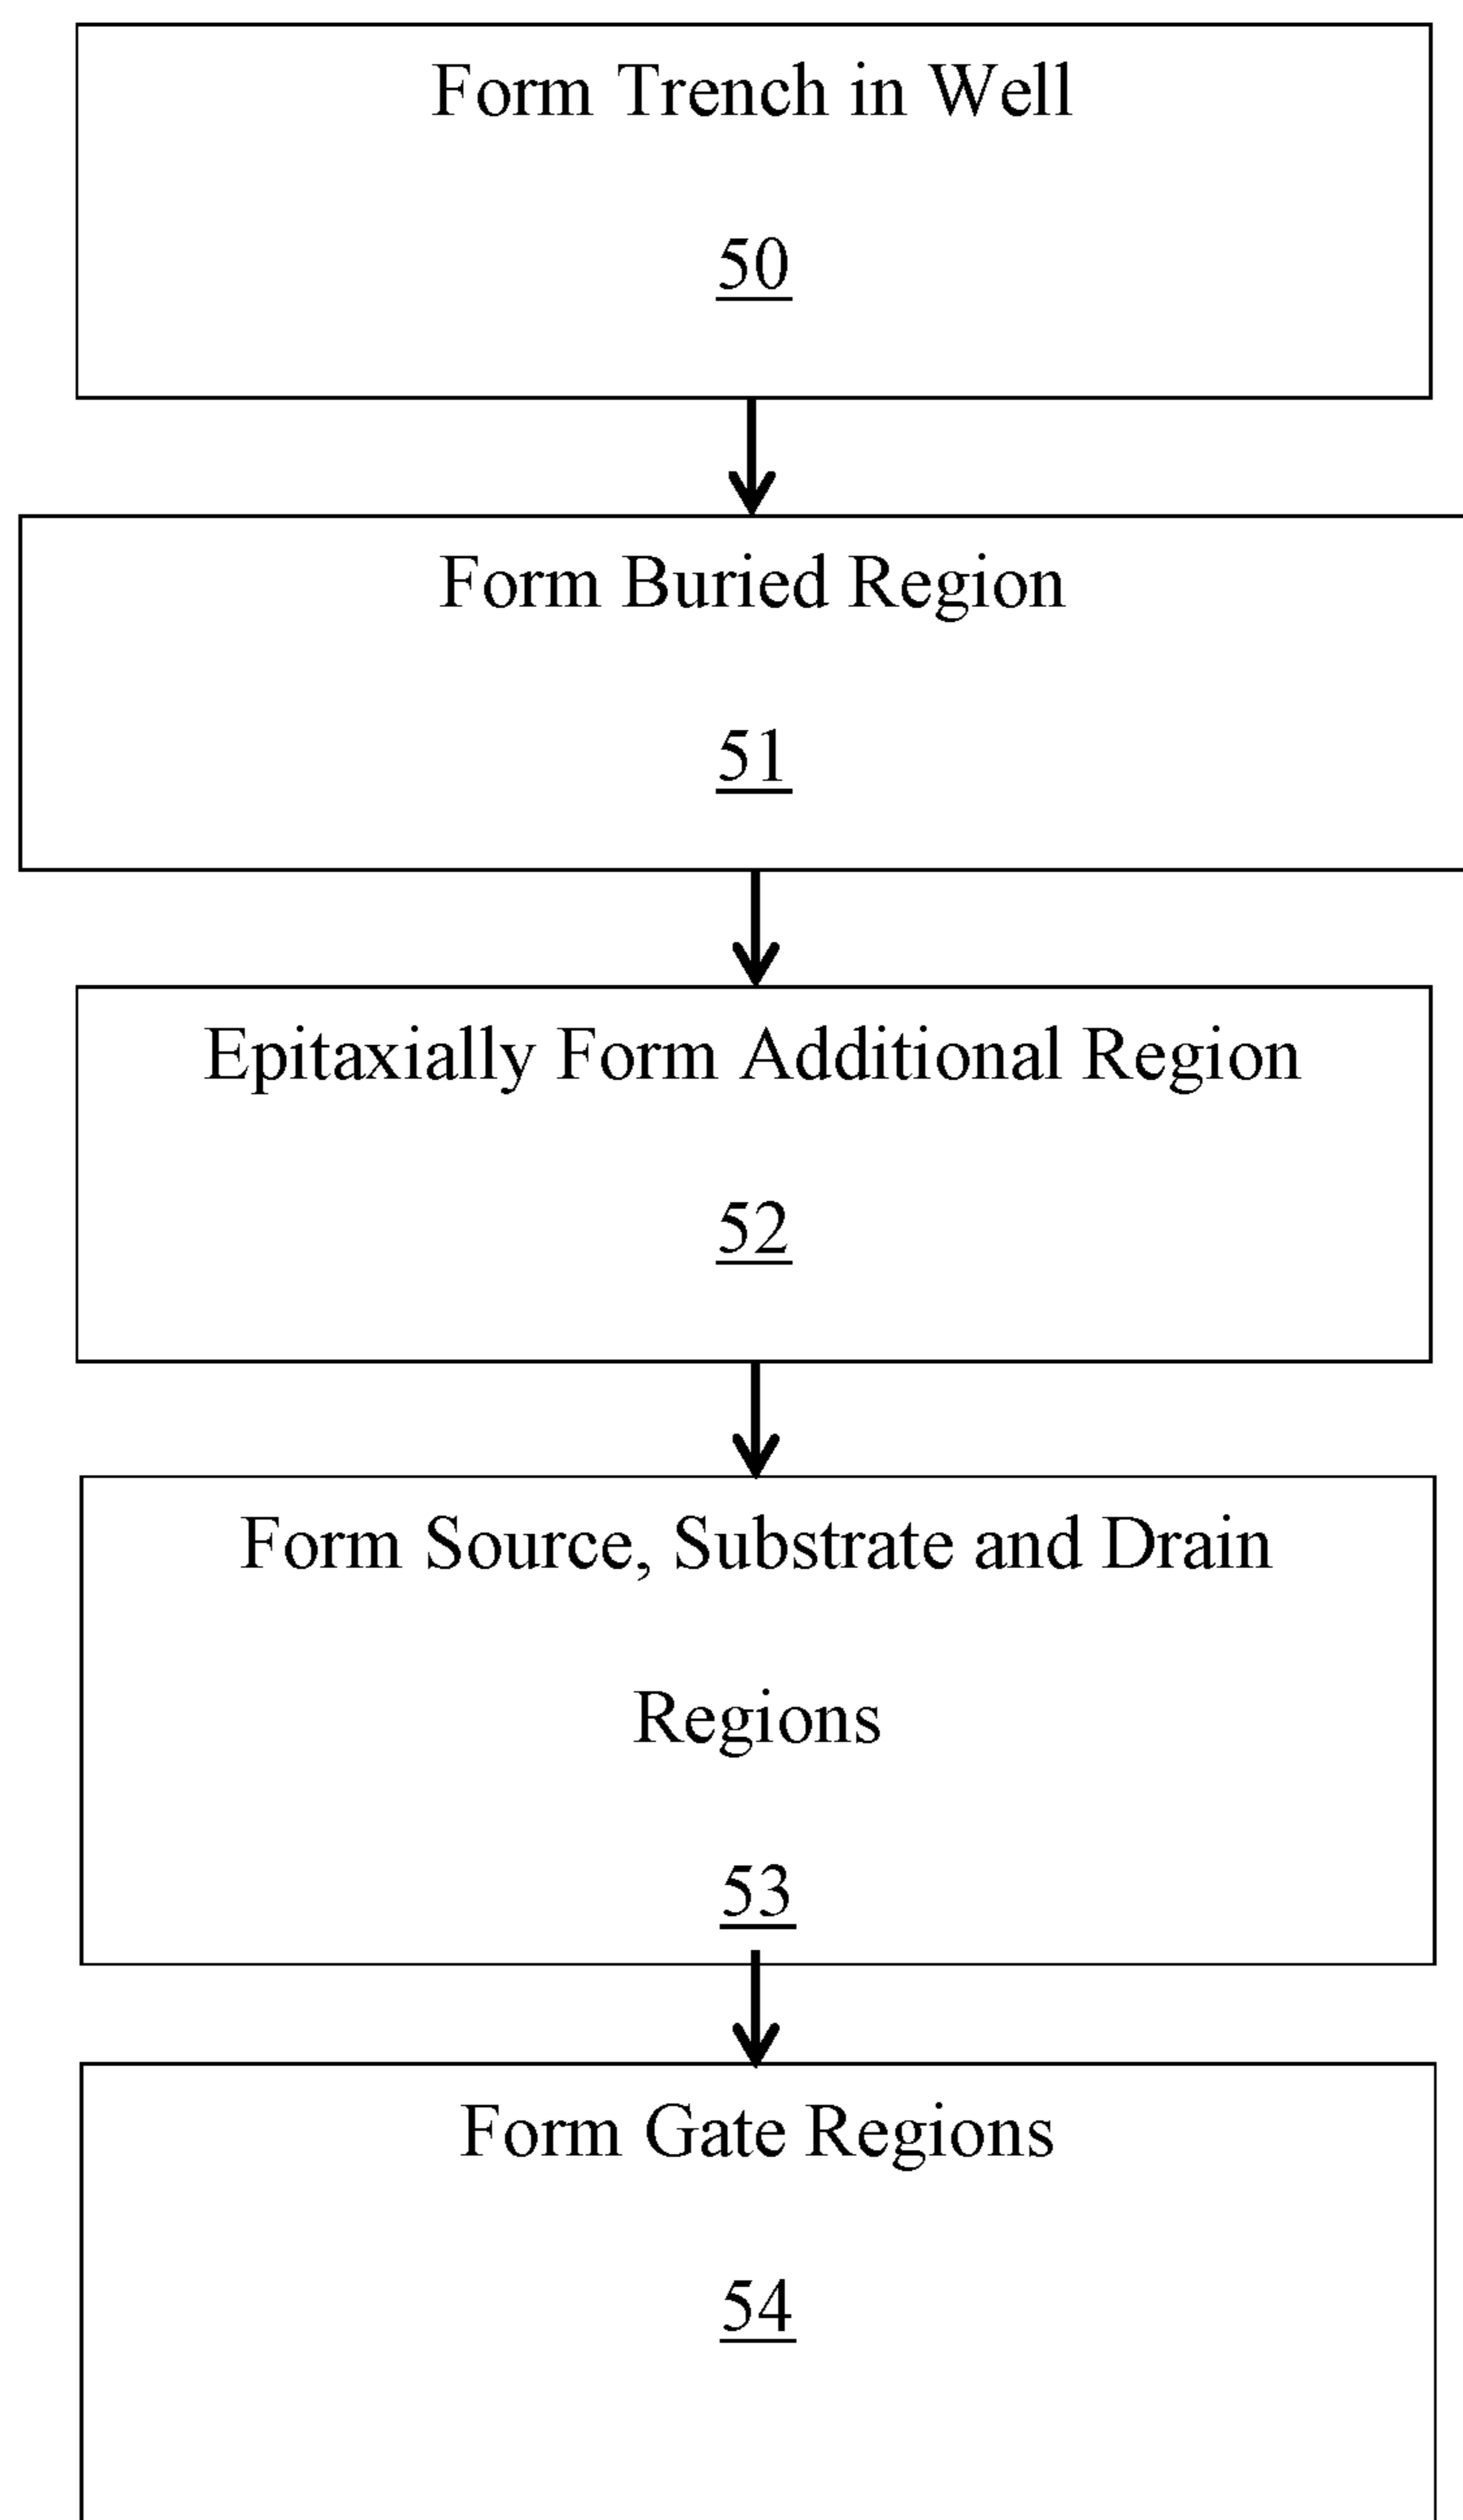 Form Trench in Well
50
Form Buried Region
51
Epitaxially Form Additional Region
52
Form Source, Substrate and Drain
Regions
53
Form Gate Regions
54